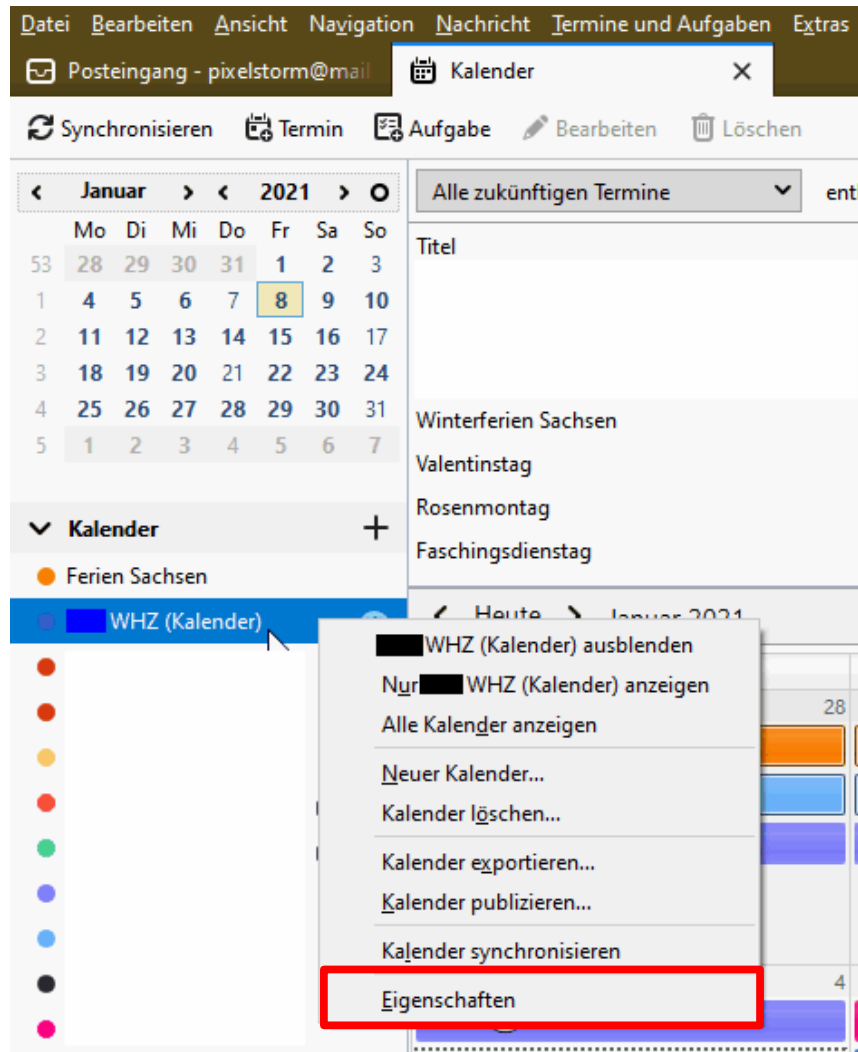 Datei Bearbeiten Ansicht Navigation Nachricht Termine und Aufgaben Extras
Posteingang - pixelstorm@mail Kalender
Synchronisieren Termin Aufgabe Bearbeiten Löschen
Januar 2021
Alle zukünftigen Termine
Mo Di Mi Do Fr Sa So
Titel
53 28 29 30 31 1 2 3
1 4 5 6 7 8 9 10
2 11 12 13 14 15 16 17
3 18 19 20 21 22 23 24
4 25 26 27 28 29 30 31
5 1 2 3 4 5 6 7
Winterferien Sachsen
Valentinstag
Rosenmontag
Faschingsdienstag
Kalender
Ferien Sachsen
WHZ (Kalender)
Heute Januar 2021
WHZ (Kalender) ausblenden
Nur WHZ (Kalender) anzeigen
Alle Kalender anzeigen
Neuer Kalender...
Kalender löschen...
Kalender exportieren...
Kalender publizieren...
Kalender synchronisieren
Eigenschaften
28
4